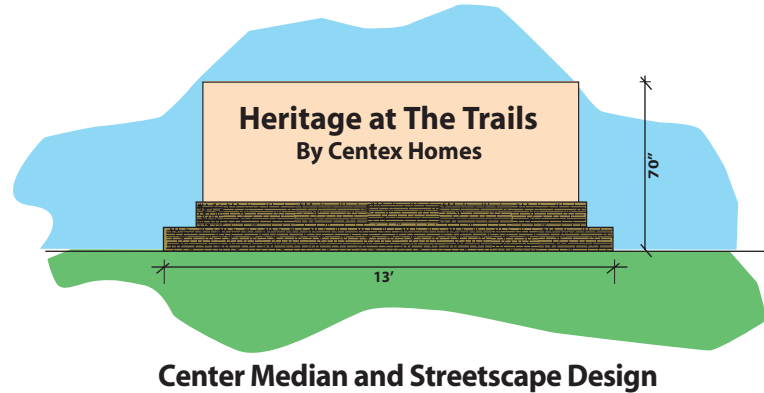 Heritage at The Trails
By Centex Homes
70”
13’
Center Median and Streetscape Design